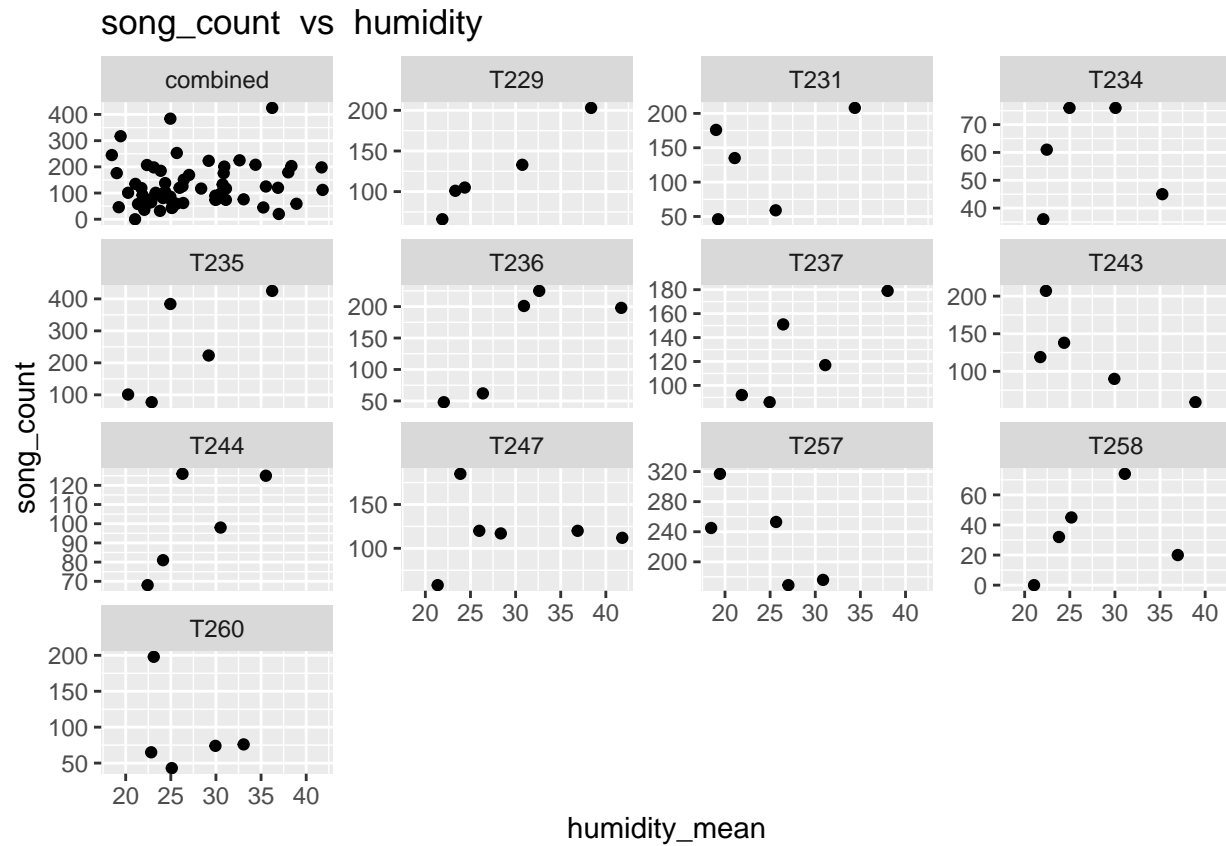 song_count vs humidity
combined T229 T231 T234
400 300 200 100 0
200 150 100
200 150 100 50
70 60 50 40
T235 T236 T237 T243
400 300 200 100
200 150 100 50
180 160 140 120 100
200 150 100
song_count
T244 T247 T257 T258
120 110 100 90 80 70
150 100
320 280 240 200
60 40 20 0
20 25 30 35 40
20 25 30 35 40
20 25 30 35 40
T260
200 150 100 50
20 25 30 35 40
humidity_mean